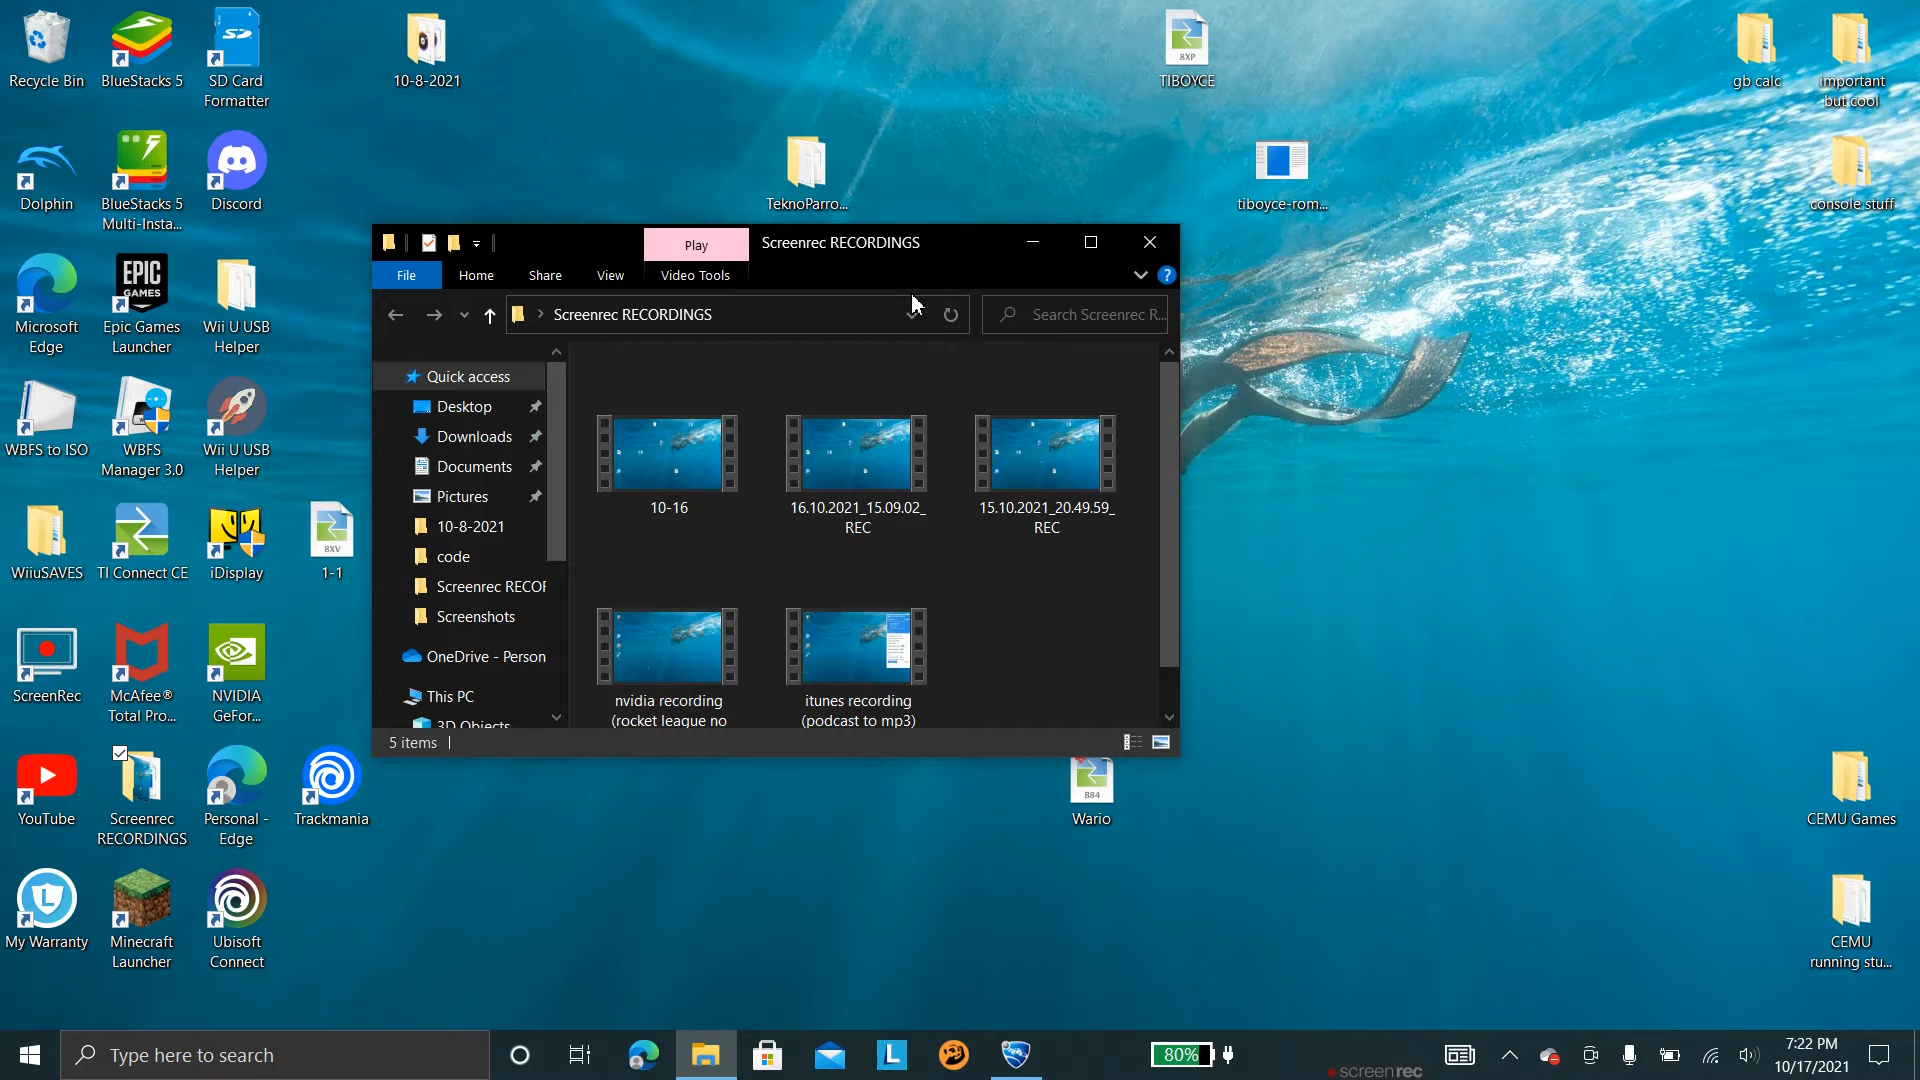 Recycle Bin
BlueStacks 5
SD
SD Card
Formatter
10-8-2021
8XP
TIBOYCE
gb calc
important
but cool
Dolphin
BlueStacks 5
Multi-Insta...
Discord
TeknoParro...
tiboyce-rom...
console stuff
Play
Screenrec RECORDINGS
File
Home
Share
View
Video Tools
?
Screenrec RECORDINGS
Search Screenrec R...
Microsoft
Edge
EPIC
GAMES
Epic Games
Launcher
Wii U USB
Helper
Quick access
Desktop
Downloads
Documents
Pictures
10-8-2021
code
Screenrec RECOR
Screenshots
OneDrive - Person
This PC
3D Objects
10-16
16.10.2021_15.09.02_
REC
15.10.2021_20.49.59_
REC
nvidia recording
(rocket league no
itunes recording
(podcast to mp3)
5 items
WBFS to ISO
WBFS
Manager 3.0
Wii U USB
Helper
WiiuSAVES
TI Connect CE
iDisplay
8XV
1-1
ScreenRec
McAfee®
Total Pro...
NVIDIA
GeFor...
YouTube
Screenrec
RECORDINGS
Personal -
Edge
Trackmania
B84
Wario
CEMU Games
L
My Warranty
Minecraft
Launcher
Ubisoft
Connect
CEMU
running stu...
Type here to search
L
80%
screenrec
7:22 PM
10/17/2021